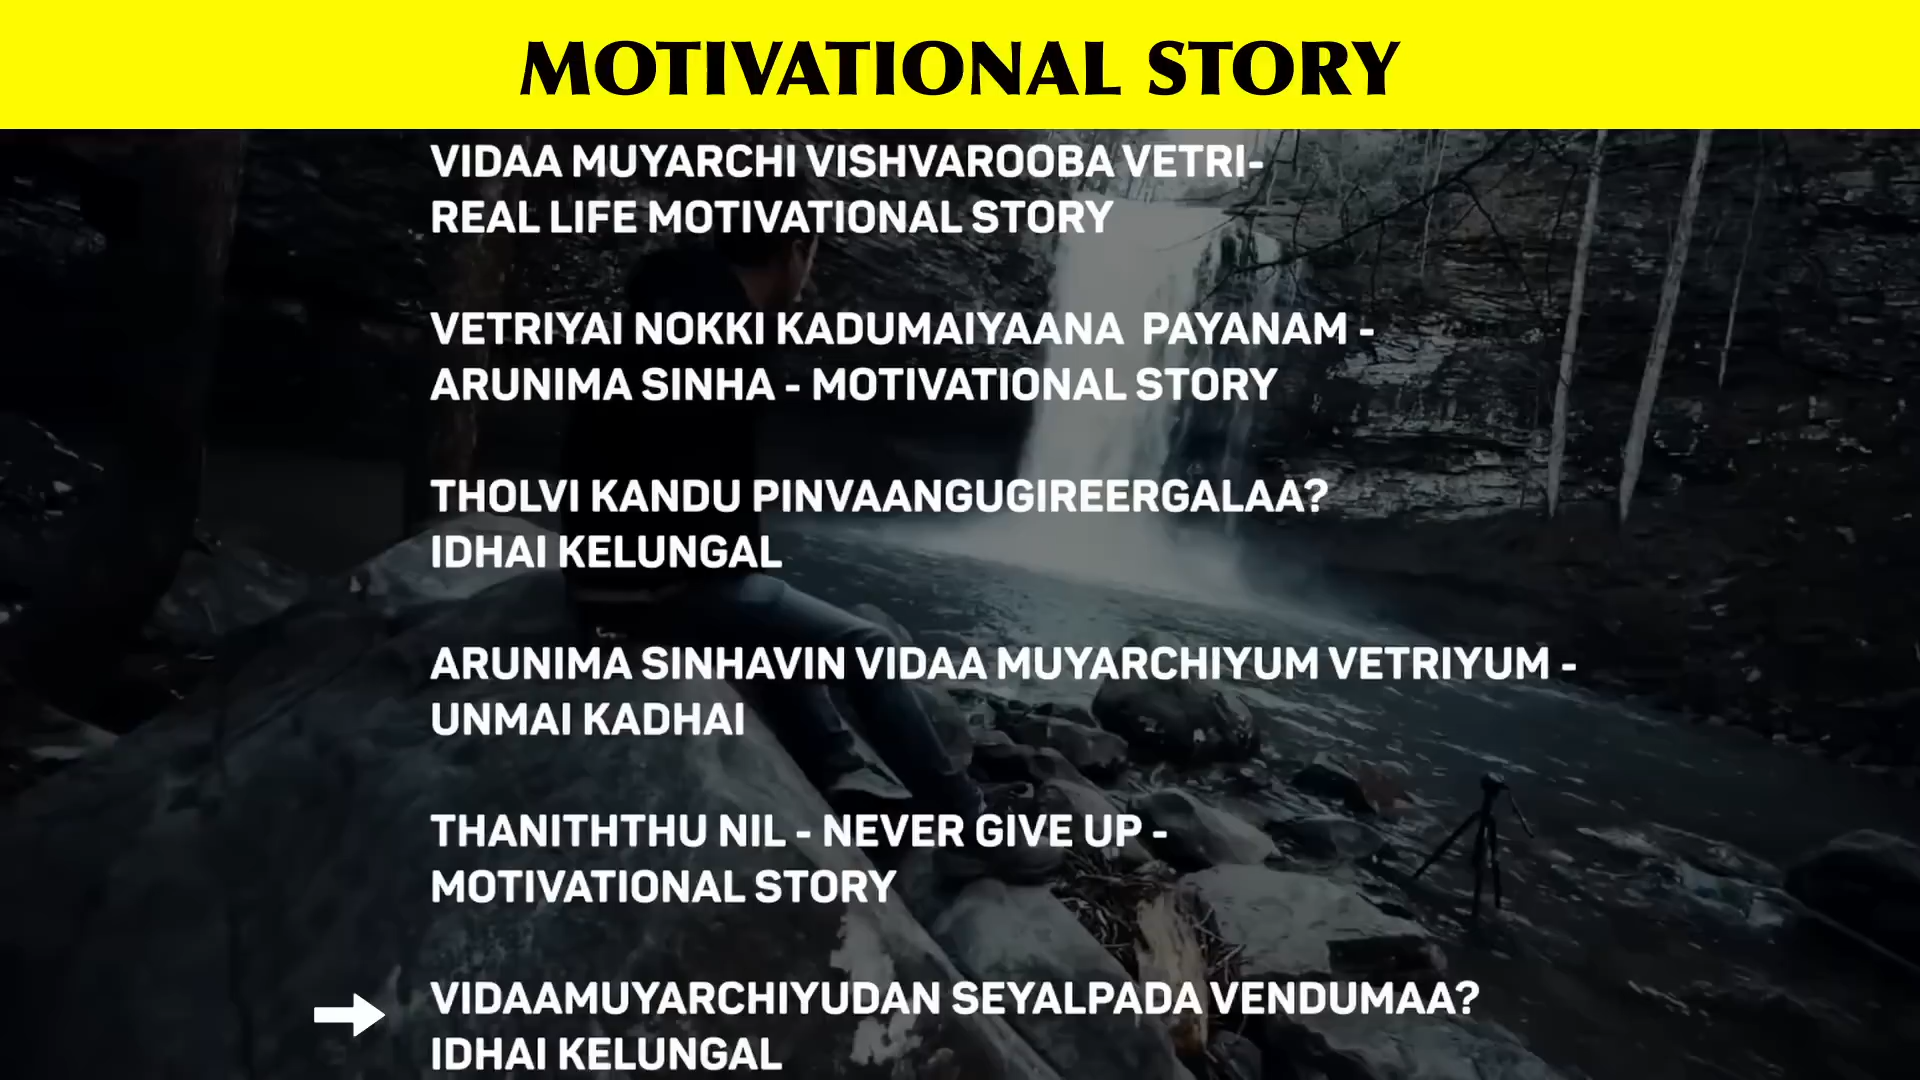 MOTIVATIONAL STORY
VIDAA MUYARCHI VISHVAROOBA VETRI-
REAL LIFE MOTIVATIONAL STORY
VETRIYAI NOKKI KADUMAIYAANA PAYANAM -
ARUNIMA SINHA - MOTIVATIONAL STORY
THOLVI KANDU PINVAANGUGIREERGALAA?
IDHAI KELUNGAL
ARUNIMA SINHAVIN VIDAA MUYARCHIYUM VETRIYUM -
UNMAI KADHAI
THANITHTHU NIL - NEVER GIVE UP -
MOTIVATIONAL STORY
VIDAAMUYARCHIYUDAN SEYALPADA VENDUMAA?
IDHAI KELUNGAL